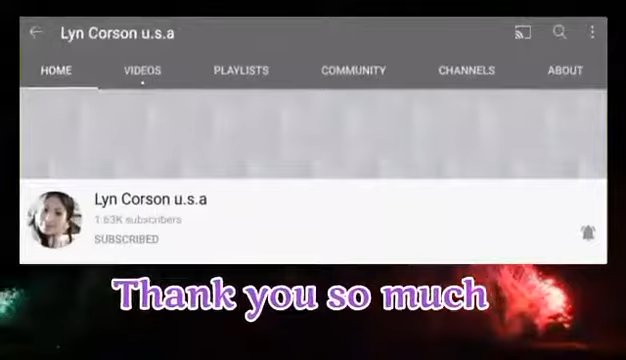 Lyn Corson u.s.a
HOME VIDEOS PLAYLISTS COMMUNITY CHANNELS ABOUT
Lyn Corson u.s.a
1.63K subscribers
SUBSCRIBED
Thank you so much